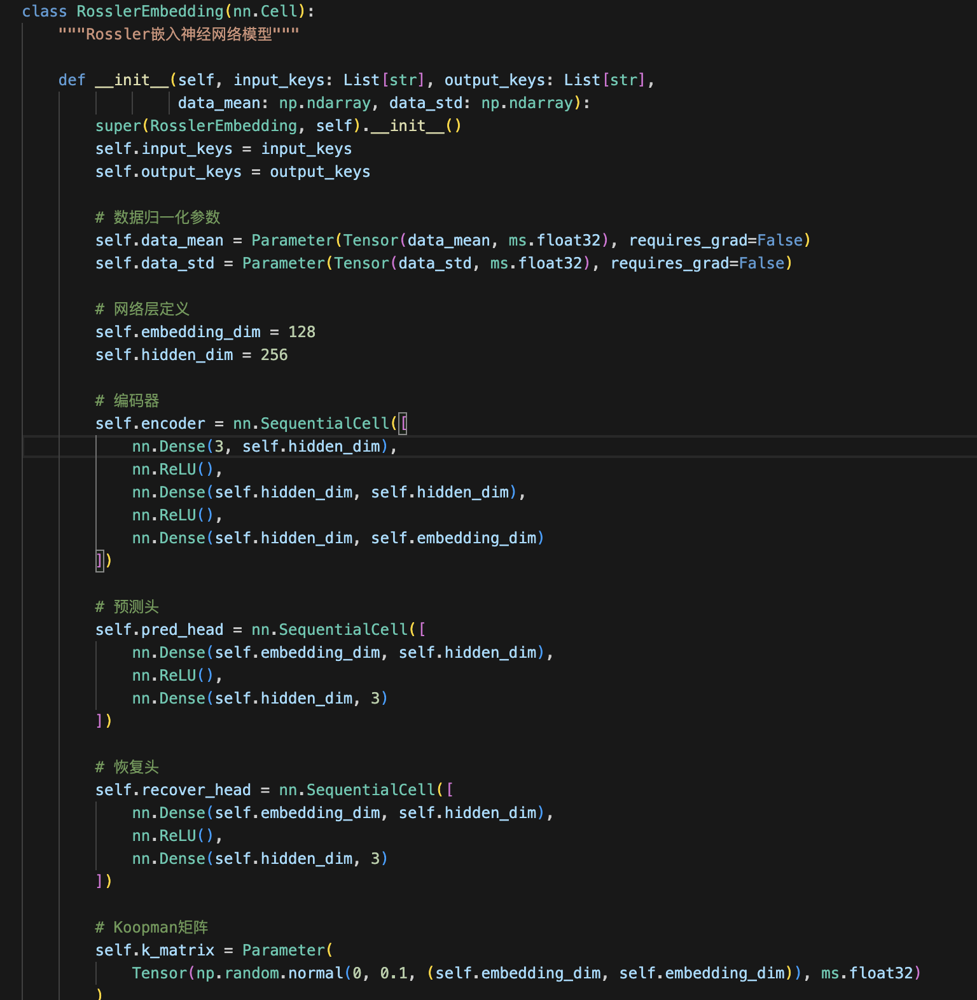 class RosslerEmbedding(nn.Cell):
    """Rossler嵌入神经网络模型"""

    def __init__(self, input_keys: List[str], output_keys: List[str],
                 data_mean: np.ndarray, data_std: np.ndarray):
        super(RosslerEmbedding, self).__init__()
        self.input_keys = input_keys
        self.output_keys = output_keys

        # 数据归一化参数
        self.data_mean = Parameter(Tensor(data_mean, ms.float32), requires_grad=False)
        self.data_std = Parameter(Tensor(data_std, ms.float32), requires_grad=False)

        # 网络层定义
        self.embedding_dim = 128
        self.hidden_dim = 256

        # 编码器
        self.encoder = nn.SequentialCell([
            nn.Dense(3, self.hidden_dim),
            nn.ReLU(),
            nn.Dense(self.hidden_dim, self.hidden_dim),
            nn.ReLU(),
            nn.Dense(self.hidden_dim, self.embedding_dim)
        ])

        # 预测头
        self.pred_head = nn.SequentialCell([
            nn.Dense(self.embedding_dim, self.hidden_dim),
            nn.ReLU(),
            nn.Dense(self.hidden_dim, 3)
        ])

        # 恢复头
        self.recover_head = nn.SequentialCell([
            nn.Dense(self.embedding_dim, self.hidden_dim),
            nn.ReLU(),
            nn.Dense(self.hidden_dim, 3)
        ])

        # Koopman矩阵
        self.k_matrix = Parameter(
            Tensor(np.random.normal(0, 0.1, (self.embedding_dim, self.embedding_dim)), ms.float32)
        )